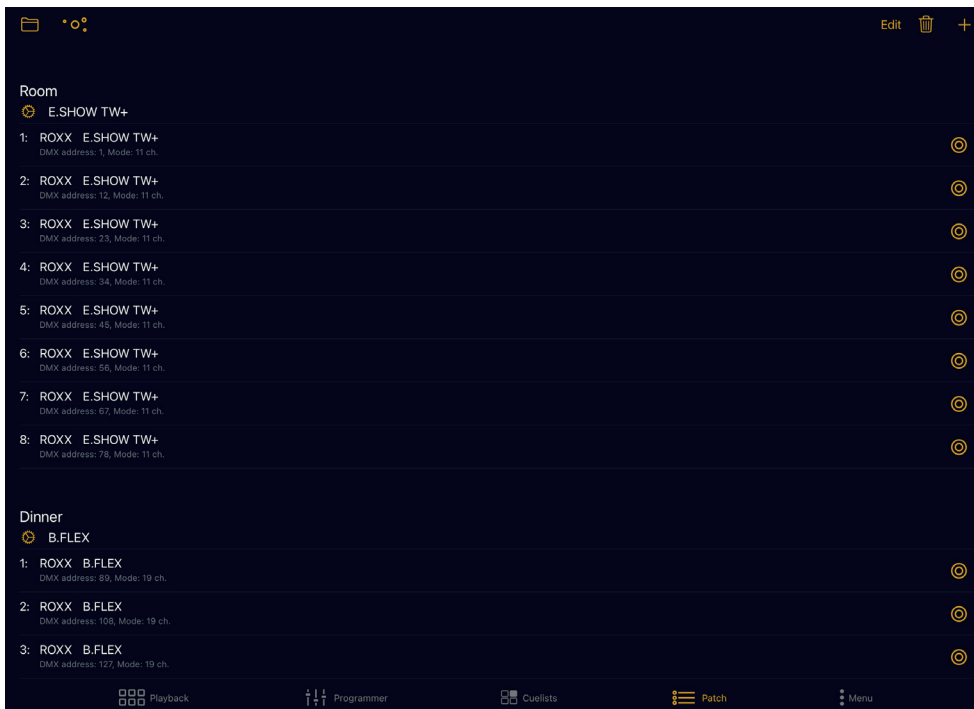 Edit
Room
E.SHOW TW+
1: ROXX E.SHOW TW+
DMX address: 1, Mode: 11 ch.
2: ROXX E.SHOW TW+
DMX address: 12, Mode: 11 ch.
3: ROXX E.SHOW TW+
DMX address: 23, Mode: 11 ch.
4: ROXX E.SHOW TW+
DMX address: 34, Mode: 11 ch.
5: ROXX E.SHOW TW+
DMX address: 45, Mode: 11 ch.
6: ROXX E.SHOW TW+
DMX address: 56, Mode: 11 ch.
7: ROXX E.SHOW TW+
DMX address: 67, Mode: 11 ch.
8: ROXX E.SHOW TW+
DMX address: 78, Mode: 11 ch.
Dinner
B.FLEX
1: ROXX B.FLEX
DMX address: 89, Mode: 19 ch.
2: ROXX B.FLEX
DMX address: 108, Mode: 19 ch.
3: ROXX B.FLEX
DMX address: 127, Mode: 19 ch.
Playback Programmer Cuelists Patch Menu